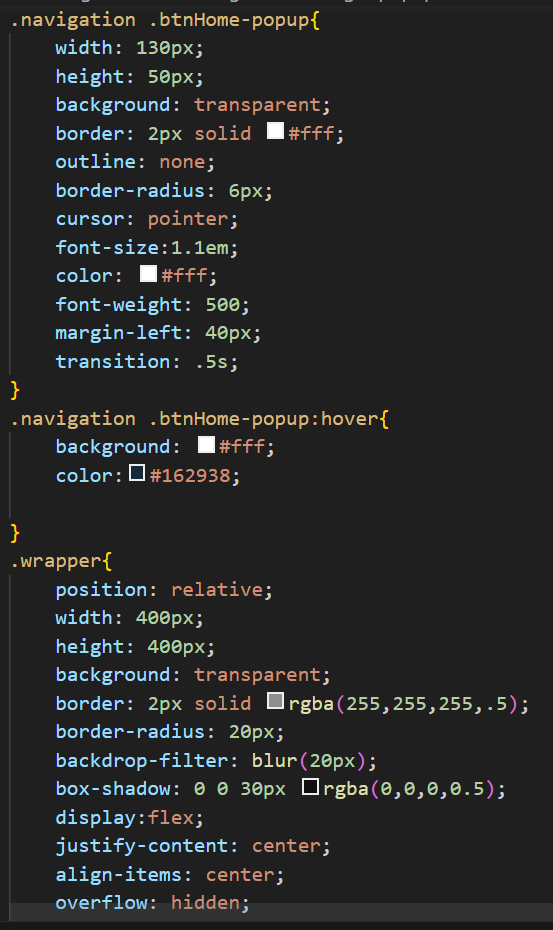 .navigation .btnHome-popup{
    width: 130px;
    height: 50px;
    background: transparent;
    border: 2px solid #fff;
    outline: none;
    border-radius: 6px;
    cursor: pointer;
    font-size:1.1em;
    color: #fff;
    font-weight: 500;
    margin-left: 40px;
    transition: .5s;
}
.navigation .btnHome-popup:hover{
    background: #fff;
    color:#162938;

}
.wrapper{
    position: relative;
    width: 400px;
    height: 400px;
    background: transparent;
    border: 2px solid rgba(255,255,255,.5);
    border-radius: 20px;
    backdrop-filter: blur(20px);
    box-shadow: 0 0 30px rgba(0,0,0,0.5);
    display:flex;
    justify-content: center;
    align-items: center;
    overflow: hidden;